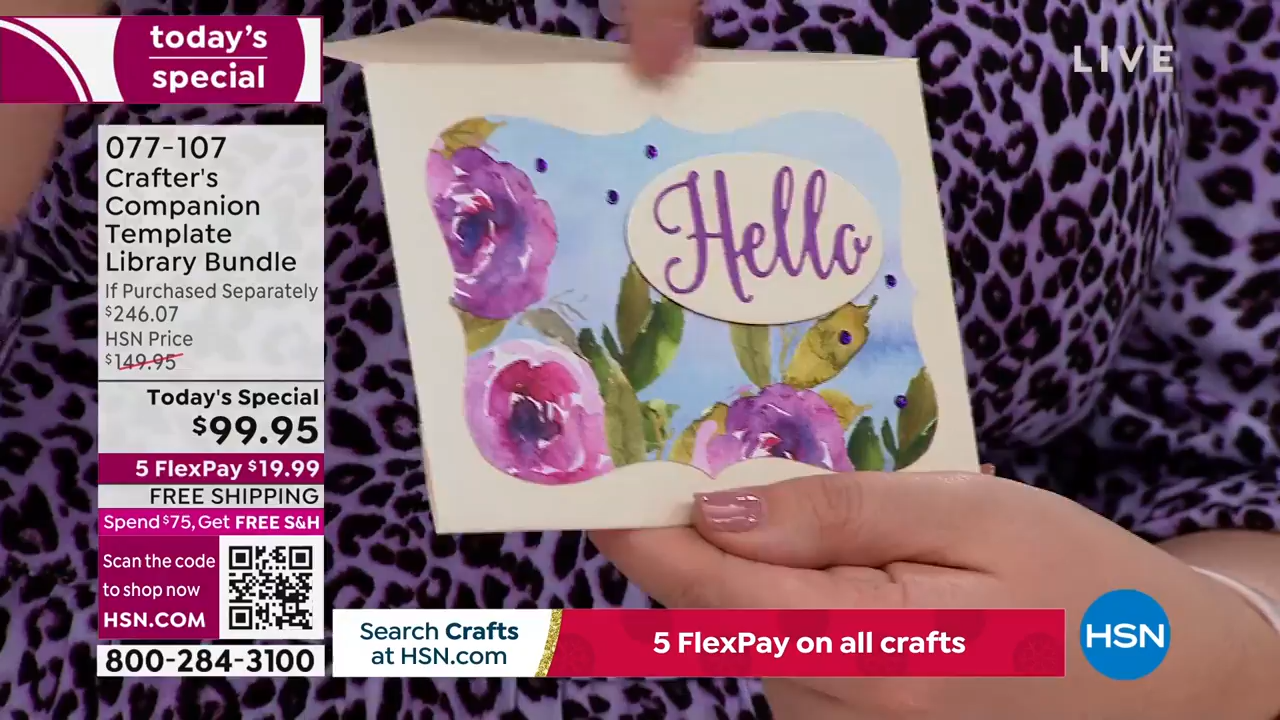 today's
special
LIVE
077-107
Crafter's
Companion
Template
Library Bundle
If Purchased Separately
$246.07
HSN Price
$149.95
Today's Special
$99.95
5 FlexPay $19.99
FREE SHIPPING
Spend $75, Get FREE S&H
Scan the code
to shop now
HSN.COM
800-284-3100
Hello
Search Crafts
at HSN.com
5 FlexPay on all crafts
HSN